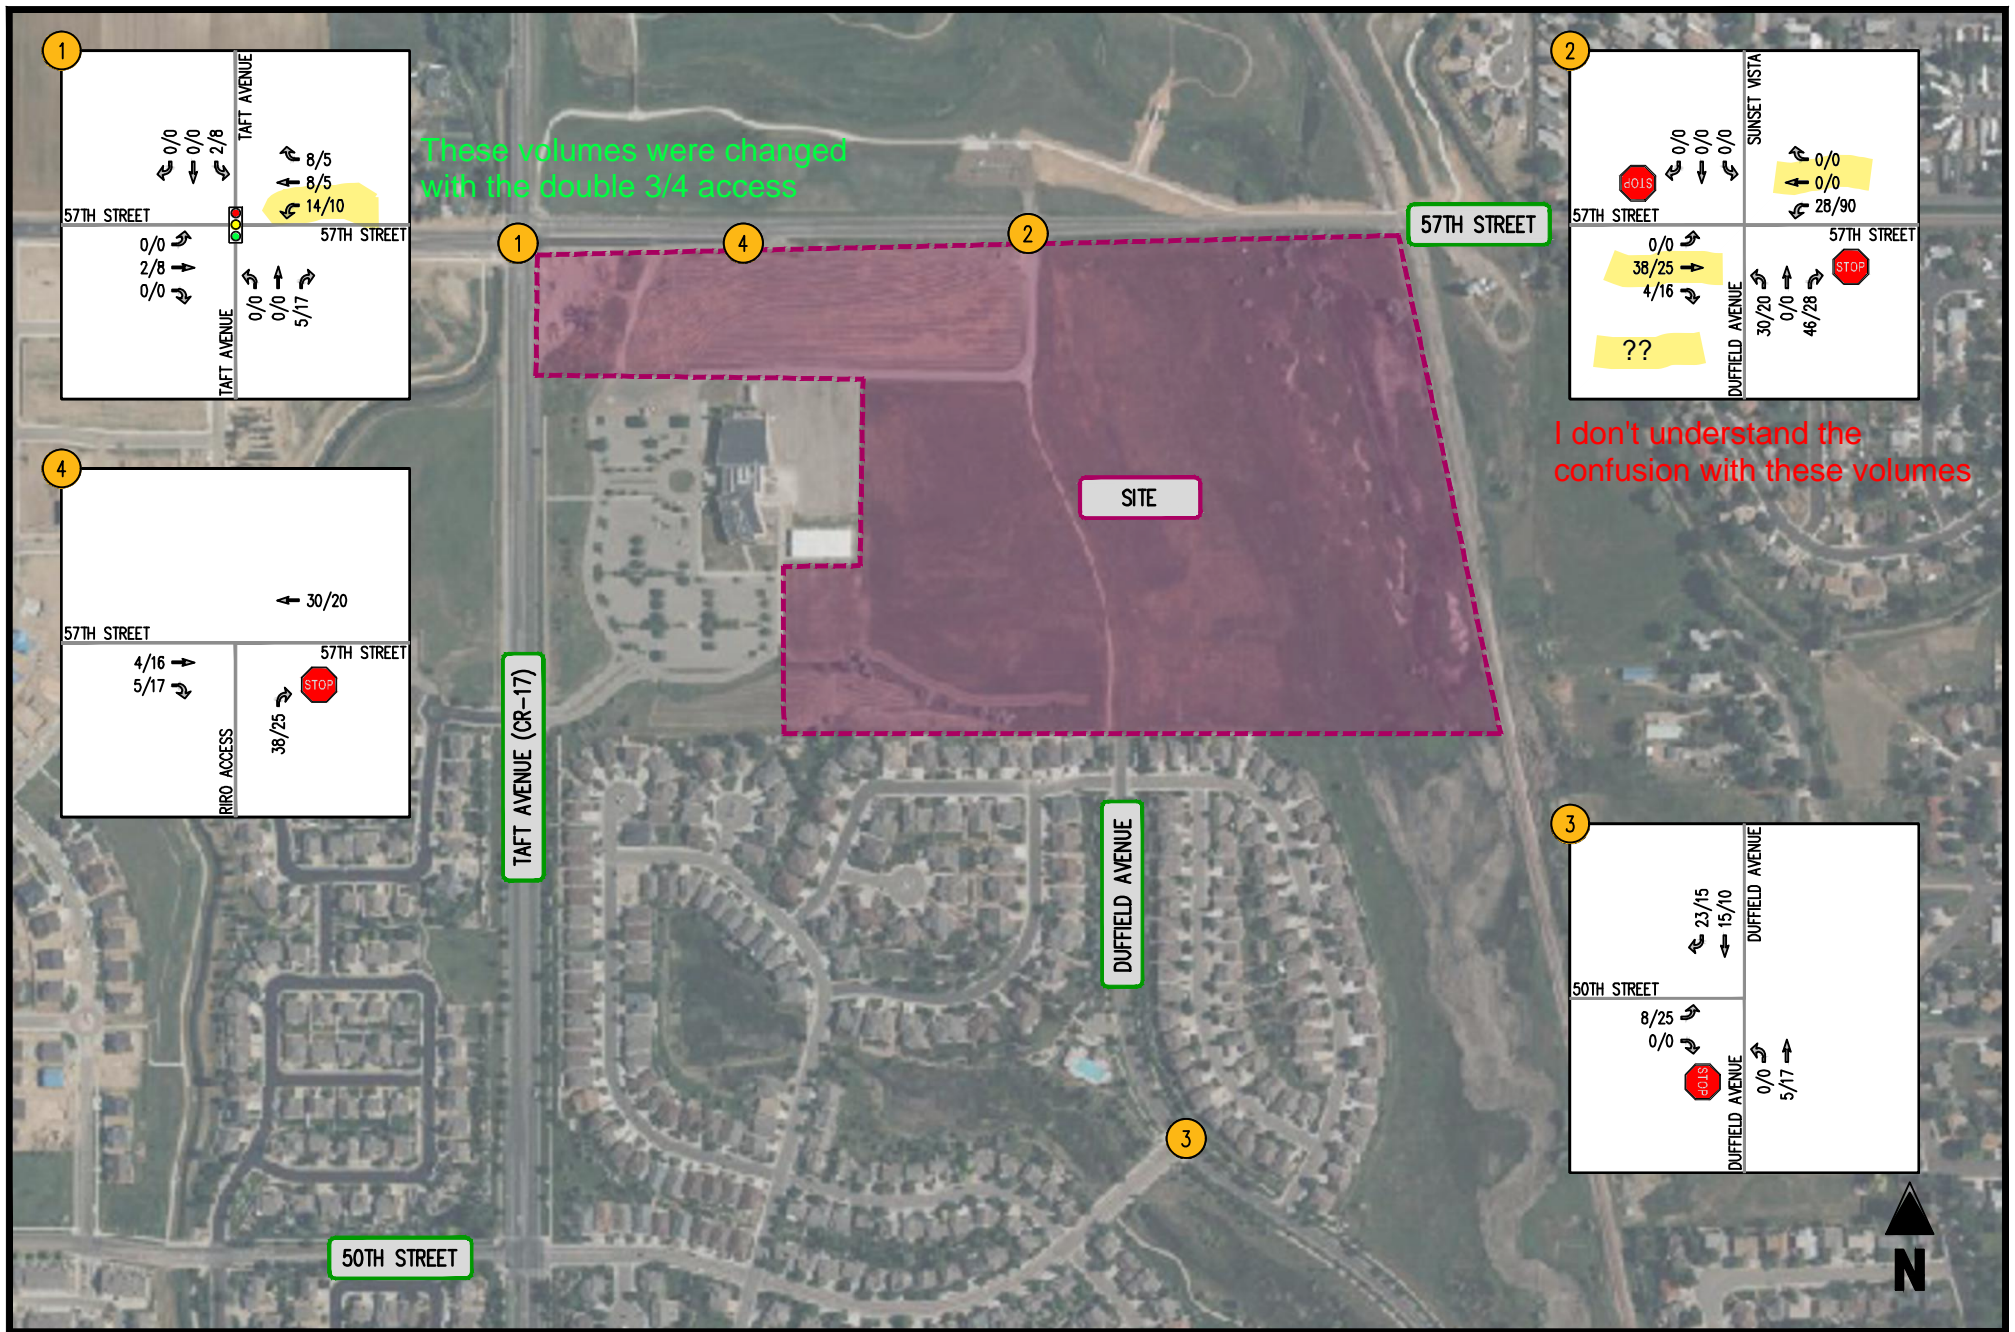 1
TAFT AVENUE
0/0
0/0
2/8
8/5
8/5
14/10
57TH STREET
57TH STREET
0/0
2/8
0/0
0/0
0/0
5/17
TAFT AVENUE
These volumes were changed
with the double 3/4 access
1
4
2
57TH STREET
2
SUNSET VISTA
STOP
0/0
0/0
0/0
0/0
0/0
28/90
57TH STREET
57TH STREET
0/0
38/25
4/16
??
30/20
0/0
46/28
STOP
DUFFIELD AVENUE
I don't understand the
confusion with these volumes
4
30/20
57TH STREET
57TH STREET
4/16
5/17
38/25
STOP
RIRO ACCESS
SITE
TAFT AVENUE (CR-17)
DUFFIELD AVENUE
3
3
DUFFIELD AVENUE
23/15
15/10
50TH STREET
8/25
0/0
STOP
0/0
5/17
DUFFIELD AVENUE
50TH STREET
N